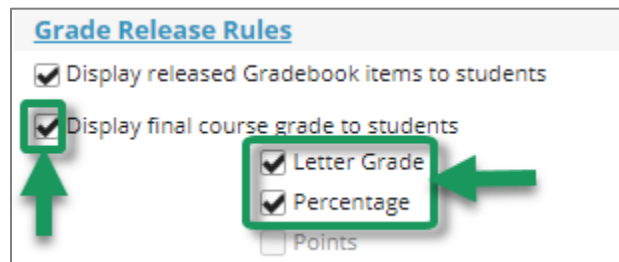 Grade Release Rules
Display released Gradebook items to students
Display final course grade to students
Letter Grade
Percentage
Points